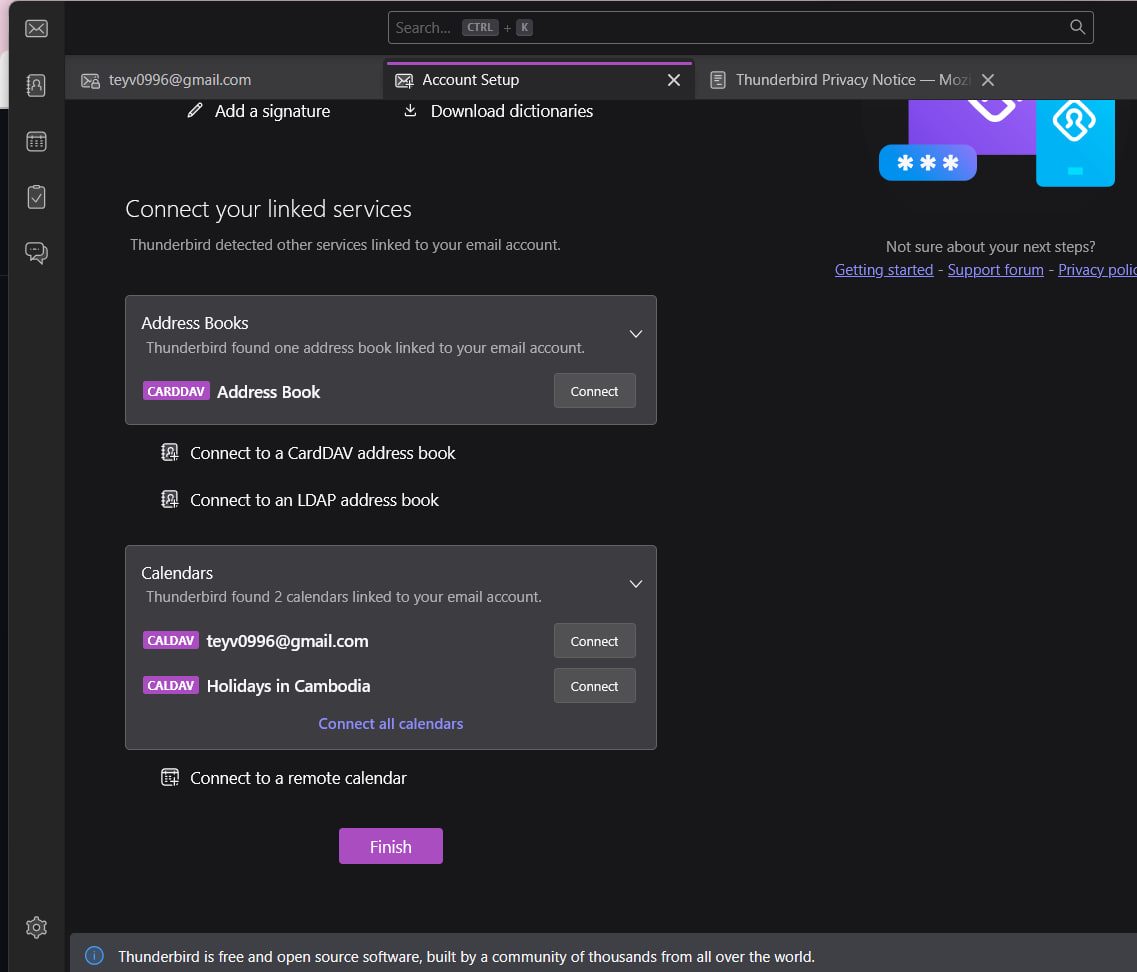 Search... CTRL + K
teyv0996@gmail.com
Account Setup
Thunderbird Privacy Notice — Mozi
Add a signature
Download dictionaries
***
Connect your linked services
Thunderbird detected other services linked to your email account.
Not sure about your next steps?
Getting started - Support forum - Privacy polic
Address Books
Thunderbird found one address book linked to your email account.
CARDDAV Address Book
Connect
Connect to a CardDAV address book
Connect to an LDAP address book
Calendars
Thunderbird found 2 calendars linked to your email account.
CALDAV teyv0996@gmail.com
Connect
CALDAV Holidays in Cambodia
Connect
Connect all calendars
Connect to a remote calendar
Finish
Thunderbird is free and open source software, built by a community of thousands from all over the world.